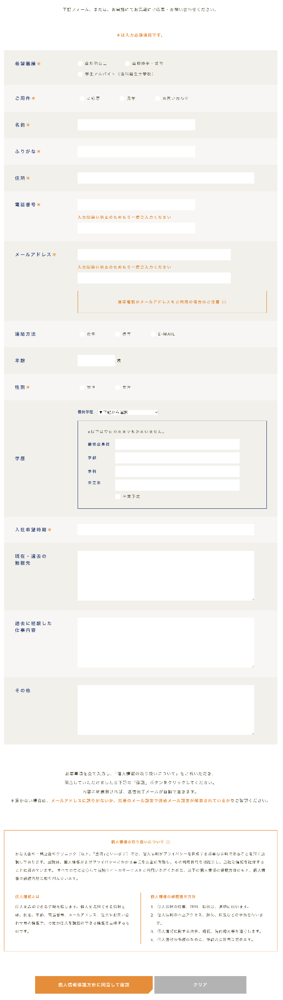 下記フォーム、または、お電話にてお気軽にご応募・お問い合わせください。
＊は入力必須項目です。
希望職種＊
歯科衛生士
歯科助手・受付
学生アルバイト（歯科衛生士学校）
ご用件＊
ご応募
見学
お問い合わせ
名前＊
ふりがな＊
住所＊
電話番号＊
入力間違い防止のためもう一度ご入力ください
メールアドレス＊
入力間違い防止のためもう一度ご入力ください
携帯電話のメールアドレスをご利用の場合のご注意
連絡方法
自宅
携帯
E-MAIL
年齢
歳
性別＊
男性
女性
学歴
最終学歴
▼下記から選択
※以下は空白のままでもかまいません。
最終出身校
学部
学科
卒業年
卒業予定
入社希望時期＊
現在・過去の
勤務先
過去に経験した
仕事内容
その他
必要事項を全て入力し、「個人情報の取り扱いについて」をご覧いただき、
同意していただけましたら下記の「確認」ボタンをクリックしてください。
内容に問題無ければ、送信完了メールが自動で届きます。
＊届かない場合は、メールアドレスに誤りがないか、携帯のメール設定で迷惑メール設定が解除されているかをご確認ください。
個人情報の取り扱いについて
かなえ歯科・矯正歯科クリニック（以下、「当院」といいます）では、個人情報がプライバシーを構成する重要な情報であることを深く認
識しております。当院は、個人情報およびプライバシーにかかる事項を安全に保護し、その利用目的を明確にし、正確な情報を確保する
ことに努めています。すべての方に安心して当院サイトのサービスをご利用いただくために、以下の個人情報の保護方針のもと、個人情
報の保護活動に取り組んでいます。
個人情報とは
個人を識別できる情報を指します。個人を識別できる情報と
は、氏名、年齢、電話番号、メールアドレス、住所やお問い合
わせ等の情報で、特定の個人を識別のできる情報を意味するも
のです。
個人情報の保護基本方針
1. 個人情報の収集、利用、提供は、適切に行います。
2. 個人情報の不正アクセス、紛失、漏洩などの予防を行いま
す。
3. 個人情報に関する法令、規範、院内規定等を遵守します。
4. 個人情報の保護のために、継続的に改善に努めます。
個人情報保護方針に同意して確認
クリア